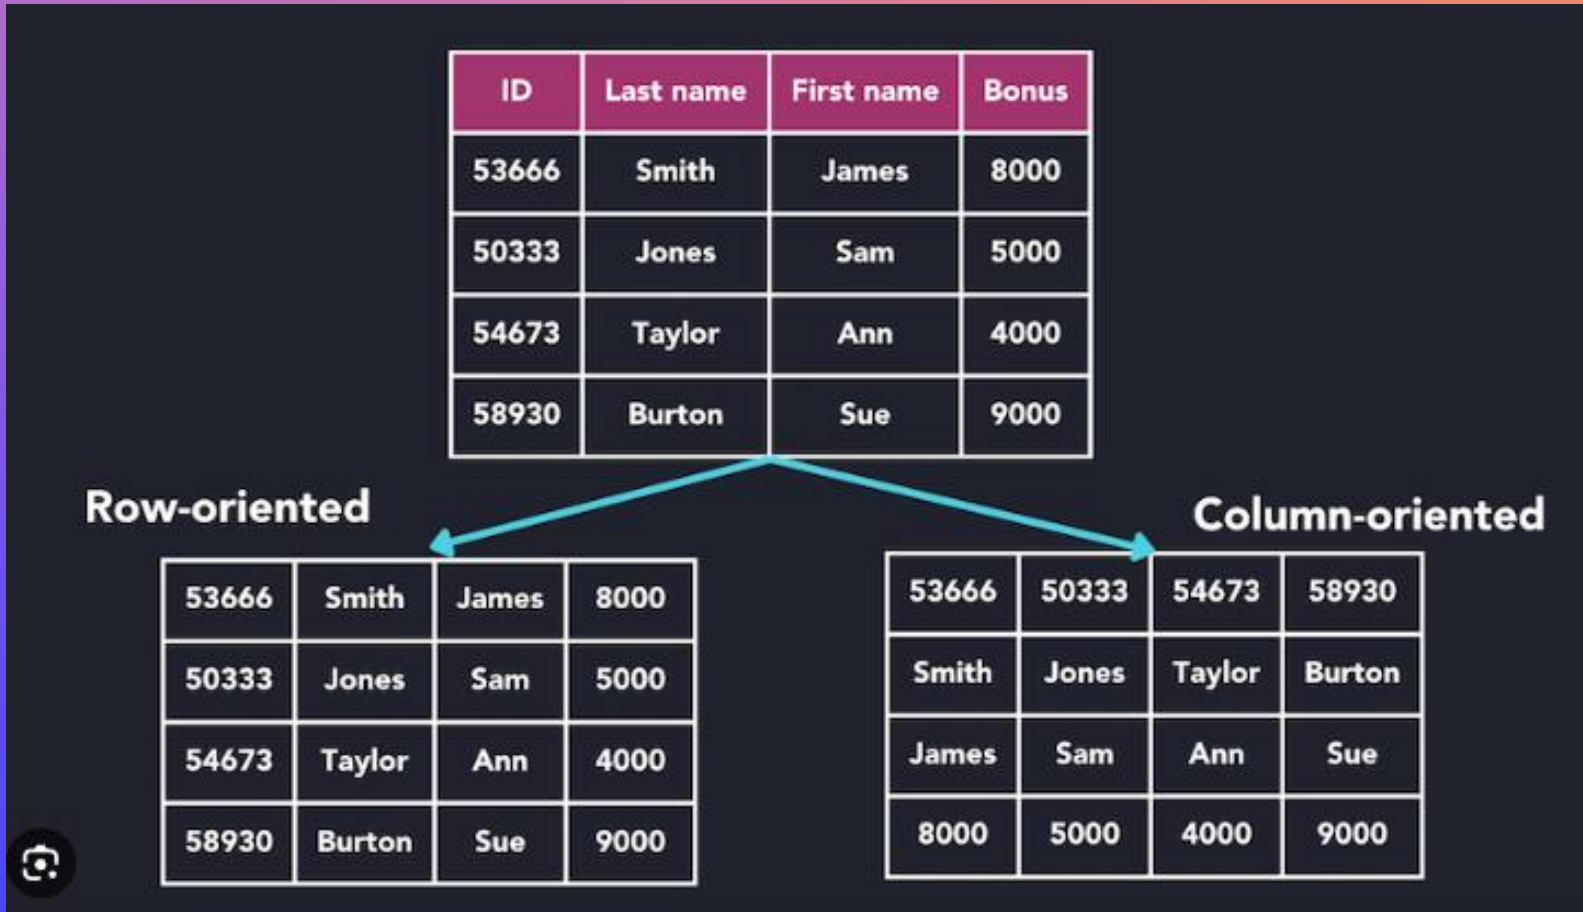 ID Last name First name Bonus
53666 Smith James 8000
50333 Jones Sam 5000
54673 Taylor Ann 4000
58930 Burton Sue 9000
Row-oriented
53666 Smith James 8000
50333 Jones Sam 5000
54673 Taylor Ann 4000
58930 Burton Sue 9000
Column-oriented
53666 50333 54673 58930
Smith Jones Taylor Burton
James Sam Ann Sue
8000 5000 4000 9000